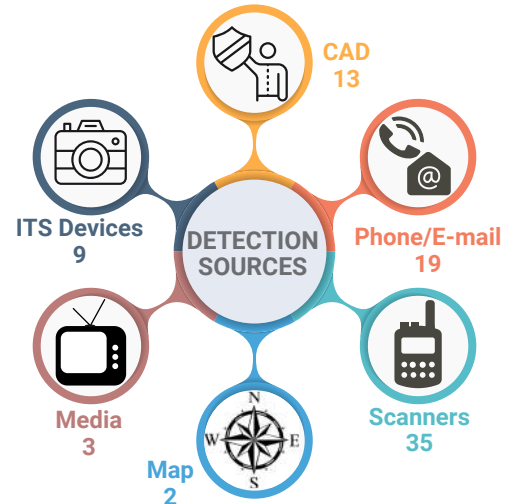 CAD
13
@
Phone/E-mail
19
ITS Devices
9
DETECTION
SOURCES
Scanners
35
Media
3
N
W
E
S
Map
2